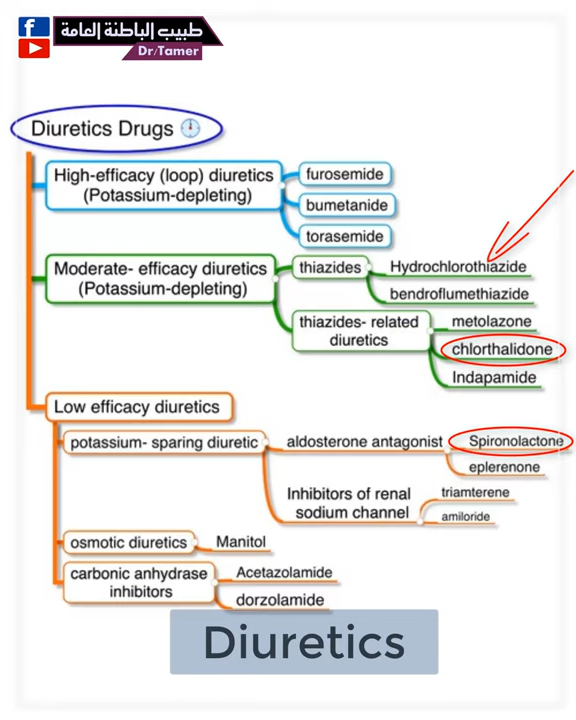 طبيب الباطنة العامة
Dr/Tamer
Diuretics Drugs
High-efficacy (loop) diuretics
(Potassium-depleting)
furosemide
bumetanide
torasemide
Moderate- efficacy diuretics
(Potassium-depleting)
thiazides
Hydrochlorothiazide
bendroflumethiazide
thiazides- related
diuretics
metolazone
chlorthalidone
Indapamide
Low efficacy diuretics
potassium- sparing diuretic
aldosterone antagonist
Spironolactone
eplerenone
Inhibitors of renal
sodium channel
triamterene
amiloride
osmotic diuretics
Manitol
carbonic anhydrase
inhibitors
Acetazolamide
dorzolamide
Diuretics